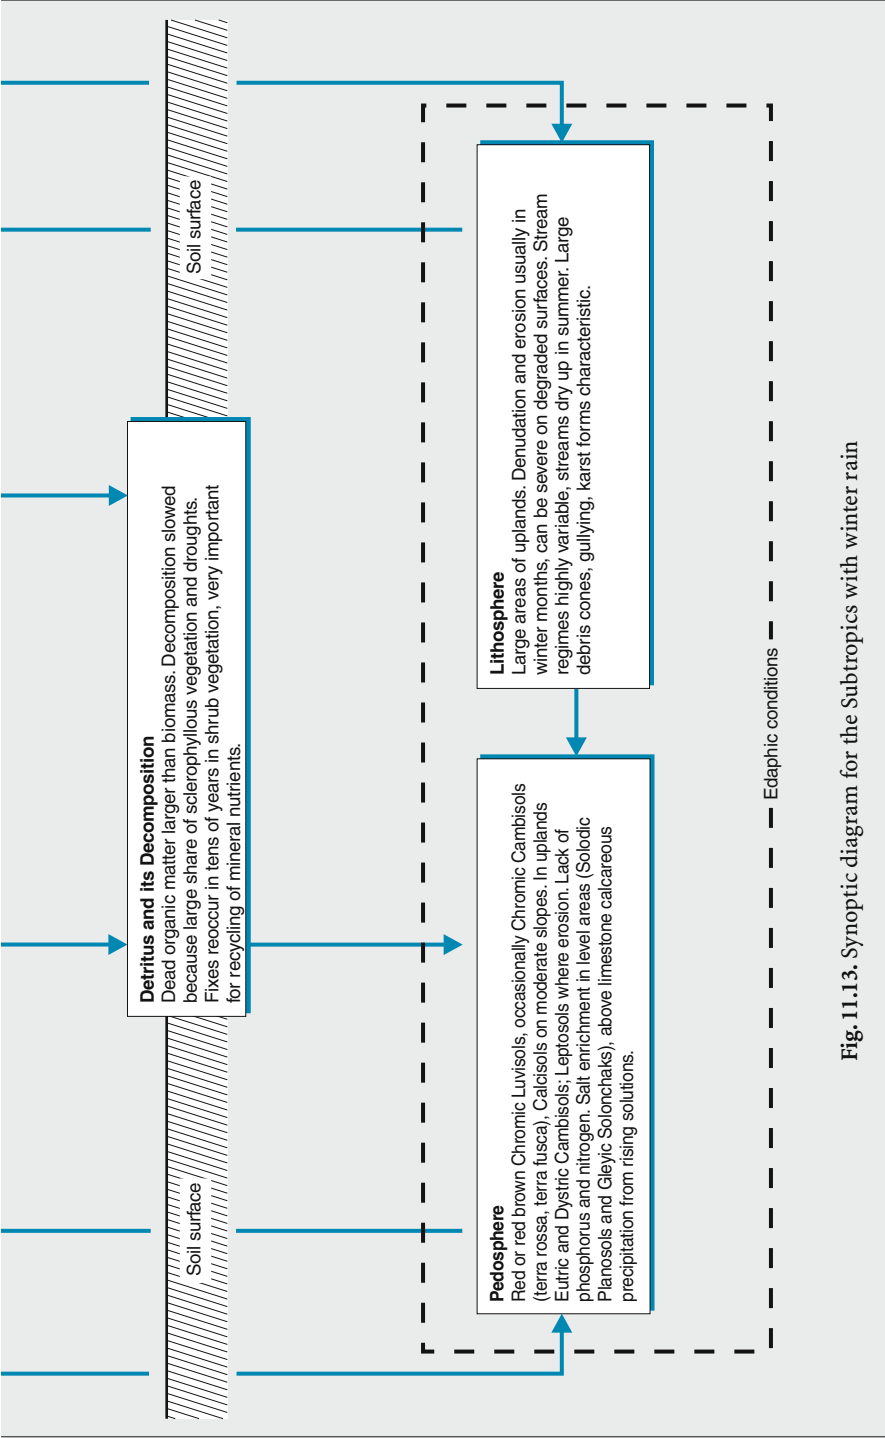 Soil surface
Soil surface
Detritus and its Decomposition
Dead organic matter larger than biomass. Decomposition slowed
because large share of sclerophyllous vegetation and droughts.
Fixes reoccur in tens of years in shrub vegetation, very important
for recycling of mineral nutrients.
Pedosphere
Red or red brown Chromic Luvisols, occasionally Chromic Cambisols
(terra rossa, terra fusca), Calcisols on moderate slopes. In uplands
Eutric and Dystric Cambisols; Leptosols where erosion. Lack of
phosphorus and nitrogen. Salt enrichment in level areas (Solodic
Planosols and Gleyic Solonchaks), above limestone calcareous
precipitation from rising solutions.
Lithosphere
Large areas of uplands. Denudation and erosion usually in
winter months, can be severe on degraded surfaces. Stream
regimes highly variable, streams dry up in summer. Large
debris cones, gullying, karst forms characteristic.
Edaphic conditions
Fig. 11.13. Synoptic diagram for the Subtropics with winter rain